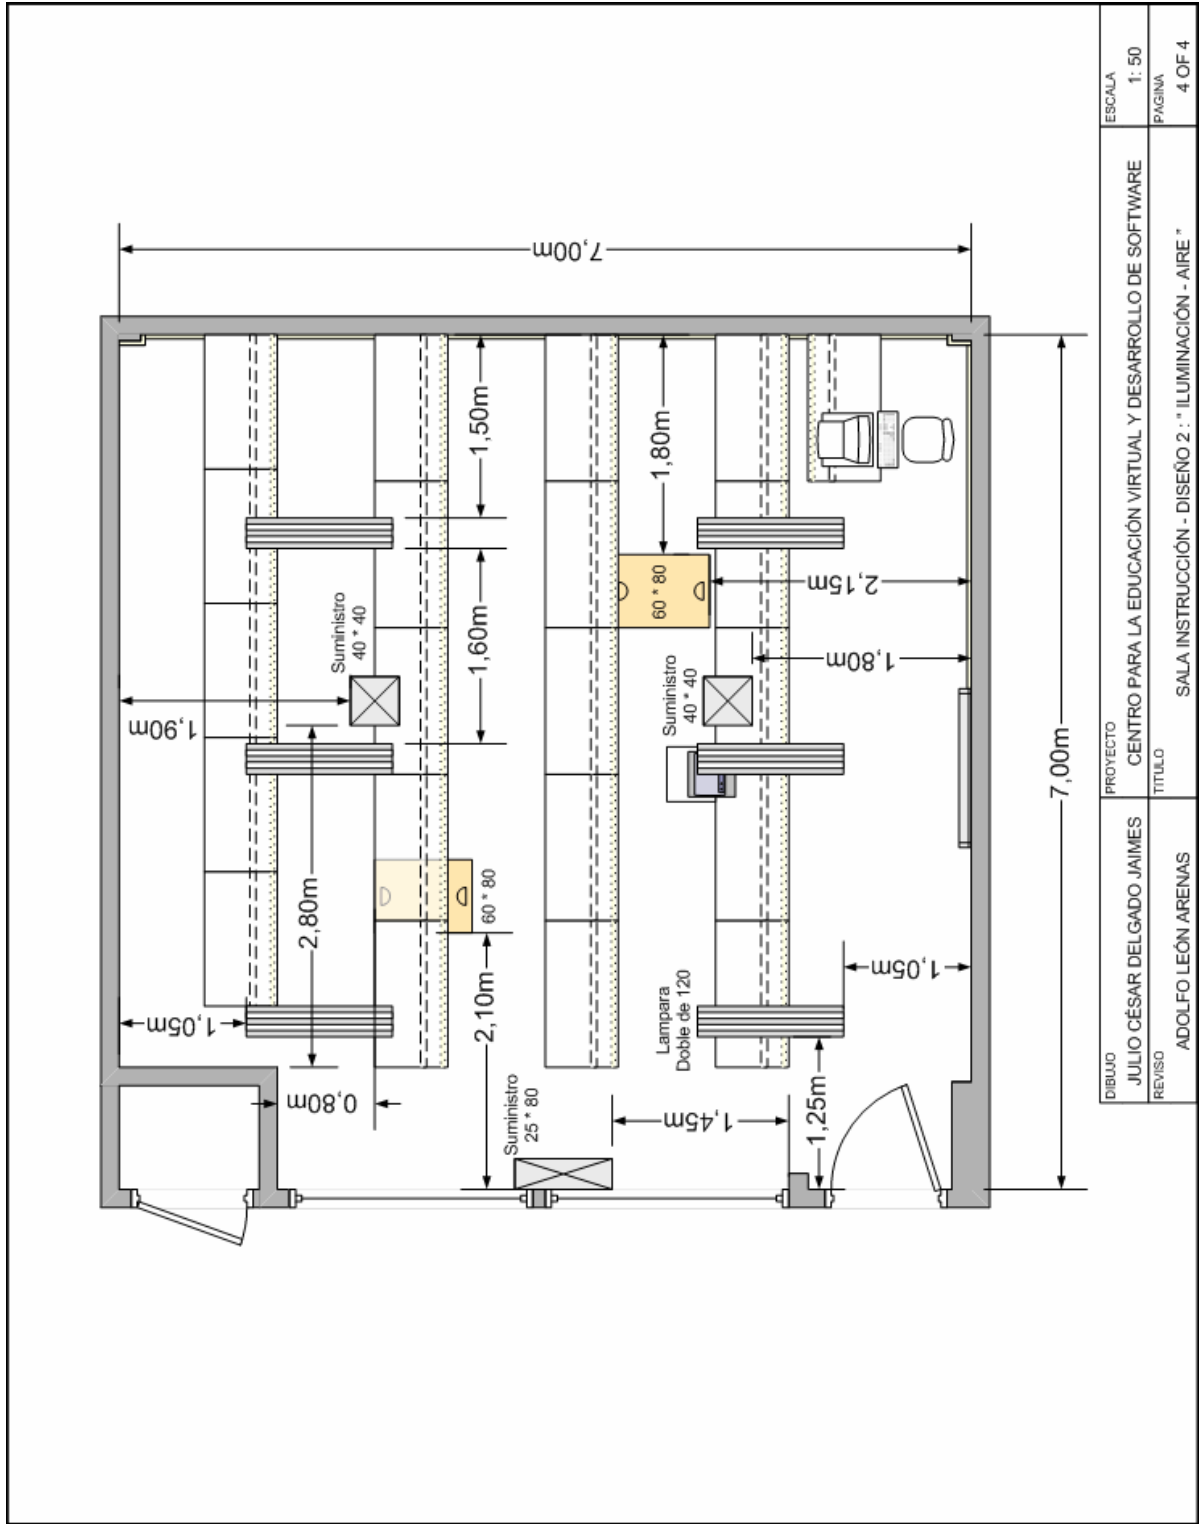 7,00m
1,50m
1,80m
1,60m
Suministro
40 * 40
60 * 80
2,15m
1,80m
Suministro
40 * 40
1,90m
2,80m
60 * 80
2,10m
7,00m
1,05m
1,05m
Lampara
Doble de 120
0,80m
Suministro
25 * 80
1,45m
1,25m
DIBUJO
JULIO CÉSAR DELGADO JAIMES
REVISO
ADOLFO LEÓN ARENAS
PROYECTO
CENTRO PARA LA EDUCACIÓN VIRTUAL Y DESARROLLO DE SOFTWARE
TITULO
SALA INSTRUCCIÓN - DISEÑO 2 : " ILUMINACIÓN - AIRE "
ESCALA
1: 50
PAGINA
4 OF 4